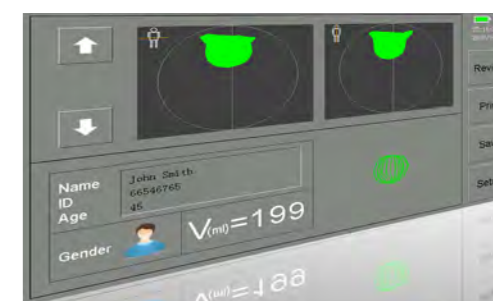 Name
John Smith
ID
66546765
Age
45
Gender
V(ml)=199